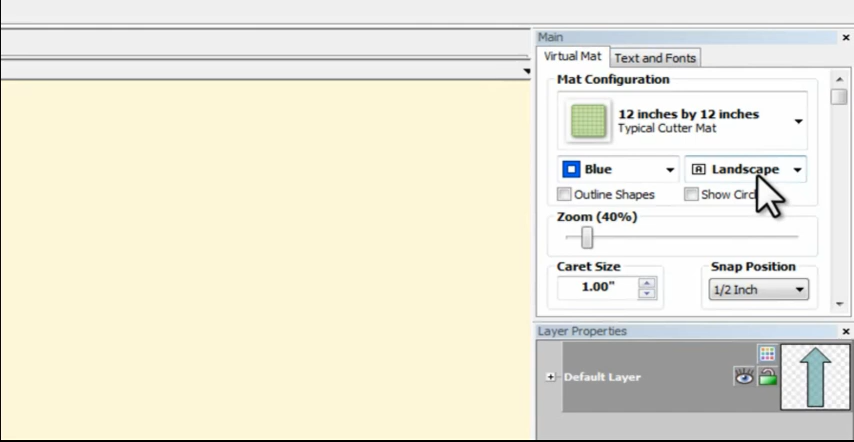 Main
Virtual Mat Text and Fonts
Mat Configuration
12 inches by 12 inches
Typical Cutter Mat
Blue
A Landscape
Outline Shapes
Show
Zoom (40%)
Caret Size
Snap Position
1.00"
1/2 Inch
Layer Properties
Default Layer